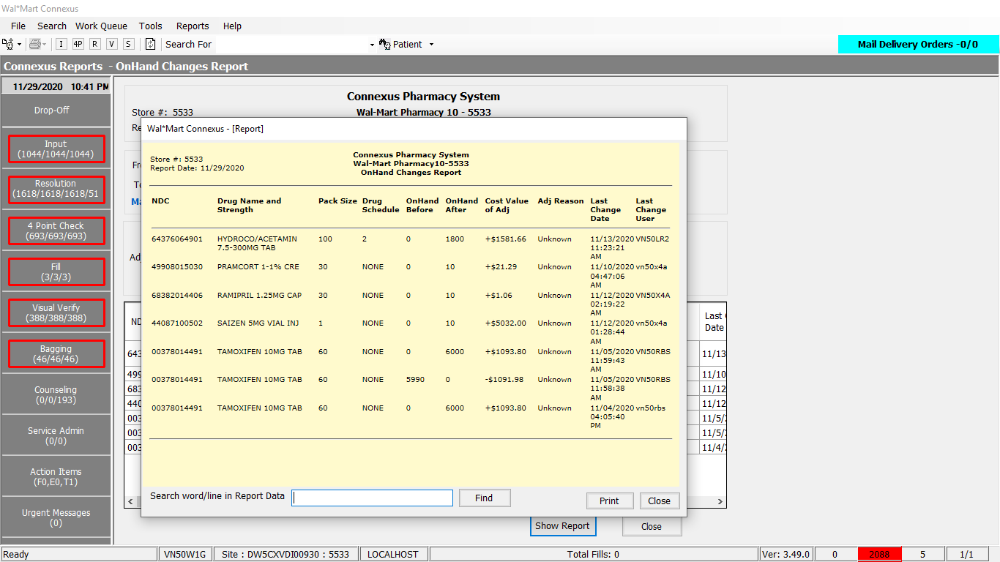 Wal*Mart Connexus
File Search Work Queue Tools Reports Help
I 4P R V S Search For Patient Mail Delivery Orders -0/0
Connexus Reports - OnHand Changes Report
11/29/2020 10:41 PM
Drop-Off
Input
(1044/1044/1044)
Resolution
(1618/1618/1618/51
4 Point Check
(693/693/693)
Fill
(3/3/3)
Visual Verify
(388/388/388)
Bagging
(46/46/46)
Counseling
(0/0/193)
Service Admin
(0/0)
Action Items
(F0,E0,T1)
Urgent Messages
(0)
Connexus Pharmacy System
Store #: 5533 Wal-Mart Pharmacy 10 - 5533
Wal*Mart Connexus - [Report]
Store #: 5533
Report Date: 11/29/2020
Connexus Pharmacy System
Wal-Mart Pharmacy10-5533
OnHand Changes Report
NDC Drug Name and Strength Pack Size Drug Schedule OnHand Before OnHand After Cost Value of Adj Adj Reason Last Change Date Last Change User
64376064901 HYDROCO/ACETAMIN 7.5-300MG TAB 100 2 0 1800 +$1581.66 Unknown 11/13/2020 11:23:21 AM VN50LR2
49908015030 PRAMCORT 1-1% CRE 30 NONE 0 10 +$21.29 Unknown 11/10/2020 04:47:06 AM vn50x4a
68382014406 RAMIPRIL 1.25MG CAP 30 NONE 0 10 +$1.06 Unknown 11/12/2020 02:19:22 AM VN50X4A
44087100502 SAIZEN 5MG VIAL INJ 1 NONE 0 10 +$5032.00 Unknown 11/12/2020 01:28:44 AM vn50x4a
00378014491 TAMOXIFEN 10MG TAB 60 NONE 0 6000 +$1093.80 Unknown 11/05/2020 11:59:43 AM VN50RBS
00378014491 TAMOXIFEN 10MG TAB 60 NONE 5990 0 -$1091.98 Unknown 11/05/2020 11:58:38 AM VN50RBS
00378014491 TAMOXIFEN 10MG TAB 60 NONE 0 6000 +$1093.80 Unknown 11/04/2020 04:05:40 PM vn50rbs
Search word/line in Report Data Find Print Close
Last
Date
11/13
11/10
11/12
11/12
11/5/
11/5/
11/4/
Show Report Close
Ready VN50W1G Site : DW5CXVDI00930 : 5533 LOCALHOST Total Fills: 0 Ver: 3.49.0 0 2088 5 1/1